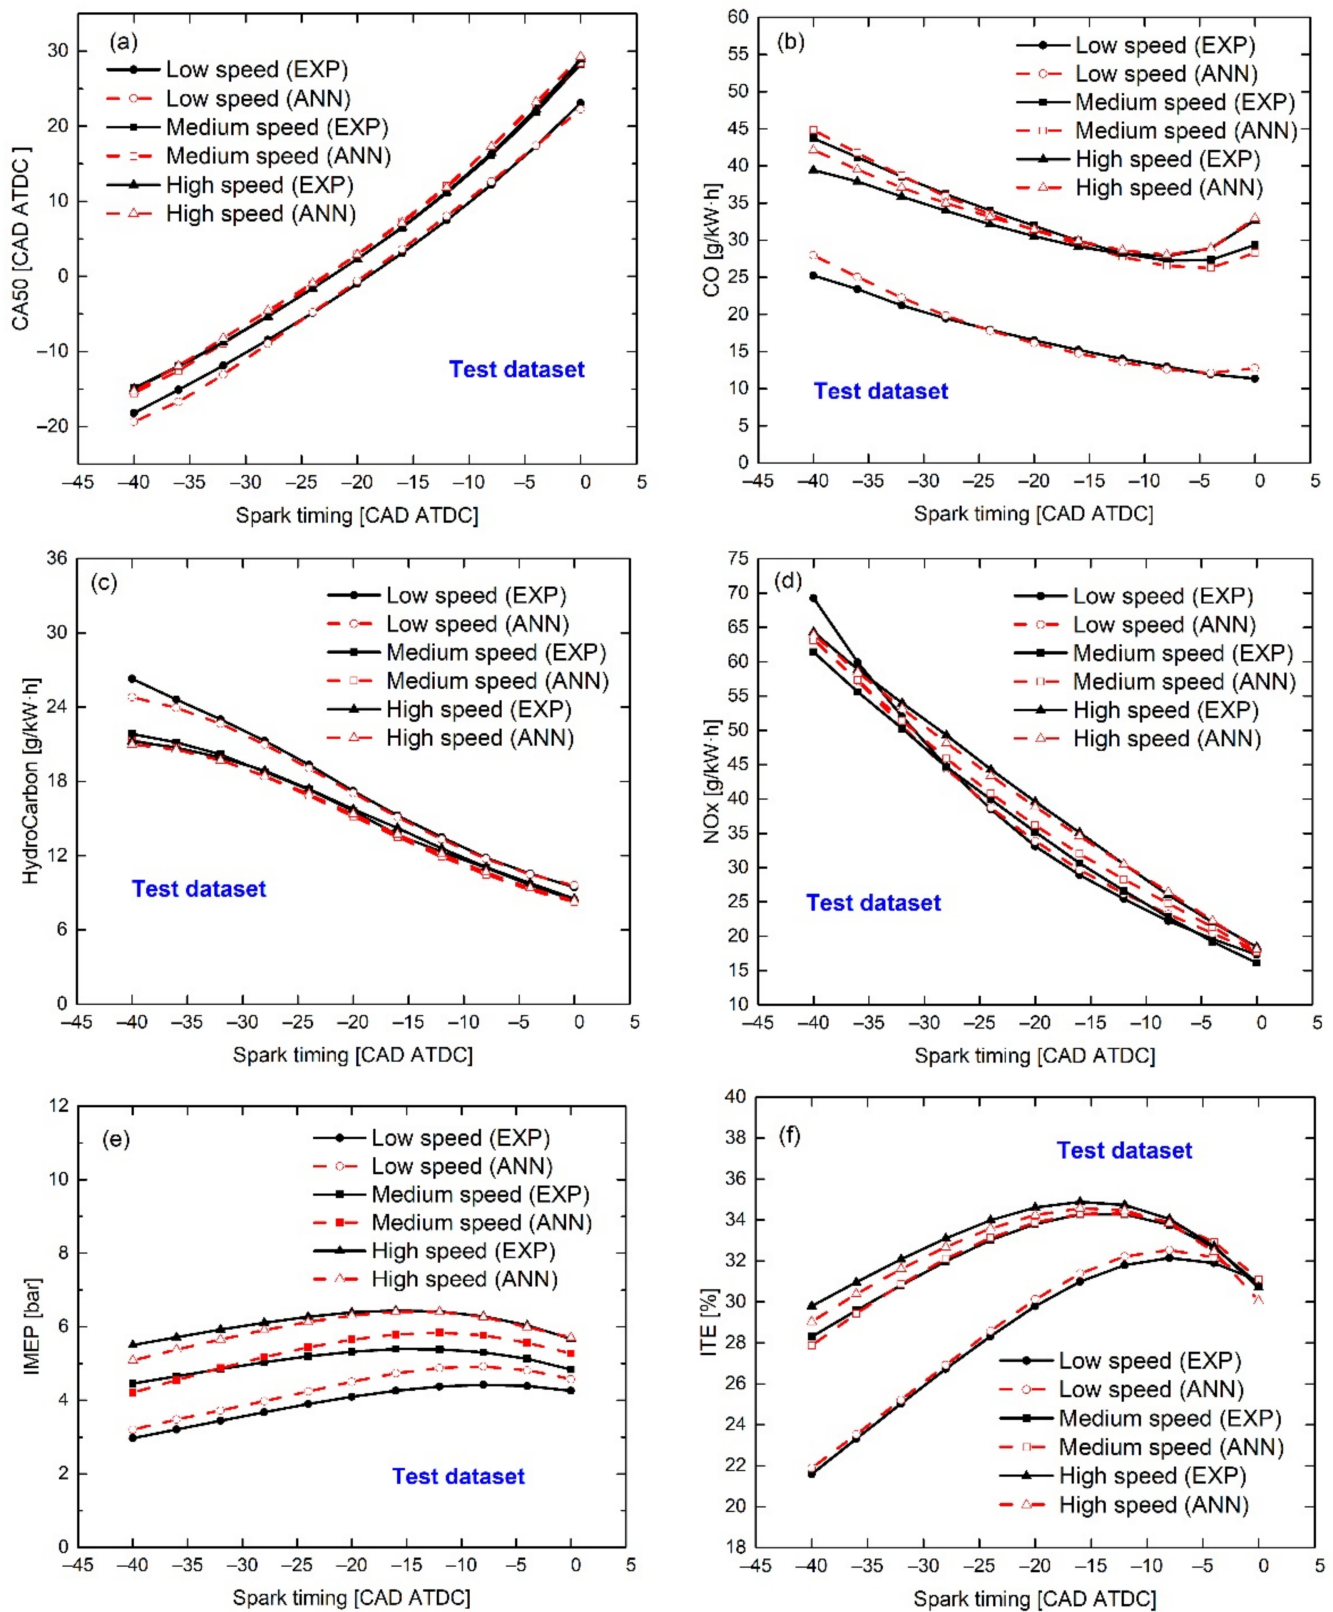 (a)
Low speed (EXP)
Low speed (ANN)
Medium speed (EXP)
Medium speed (ANN)
High speed (EXP)
High speed (ANN)
Test dataset
CA50 [CAD ATDC]
30
20
10
0
−10
−20
−45 −40 −35 −30 −25 −20 −15 −10 −5 0 5
Spark timing [CAD ATDC]
(b)
Low speed (EXP)
Low speed (ANN)
Medium speed (EXP)
Medium speed (ANN)
High speed (EXP)
High speed (ANN)
Test dataset
CO [g/kW·h]
60
55
50
45
40
35
30
25
20
15
10
5
0
−45 −40 −35 −30 −25 −20 −15 −10 −5 0 5
Spark timing [CAD ATDC]
(c)
Low speed (EXP)
Low speed (ANN)
Medium speed (EXP)
Medium speed (ANN)
High speed (EXP)
High speed (ANN)
Test dataset
HydroCarbon [g/kW·h]
36
30
24
18
12
6
0
−45 −40 −35 −30 −25 −20 −15 −10 −5 0 5
Spark timing [CAD ATDC]
(d)
Low speed (EXP)
Low speed (ANN)
Medium speed (EXP)
Medium speed (ANN)
High speed (EXP)
High speed (ANN)
Test dataset
NOx [g/kW·h]
75
70
65
60
55
50
45
40
35
30
25
20
15
10
−45 −40 −35 −30 −25 −20 −15 −10 −5 0 5
Spark timing [CAD ATDC]
(e)
Low speed (EXP)
Low speed (ANN)
Medium speed (EXP)
Medium speed (ANN)
High speed (EXP)
High speed (ANN)
Test dataset
IMEP [bar]
12
10
8
6
4
2
0
−45 −40 −35 −30 −25 −20 −15 −10 −5 0 5
Spark timing [CAD ATDC]
(f)
Test dataset
Low speed (EXP)
Low speed (ANN)
Medium speed (EXP)
Medium speed (ANN)
High speed (EXP)
High speed (ANN)
ITE [%]
40
38
36
34
32
30
28
26
24
22
20
18
−45 −40 −35 −30 −25 −20 −15 −10 −5 0 5
Spark timing [CAD ATDC]